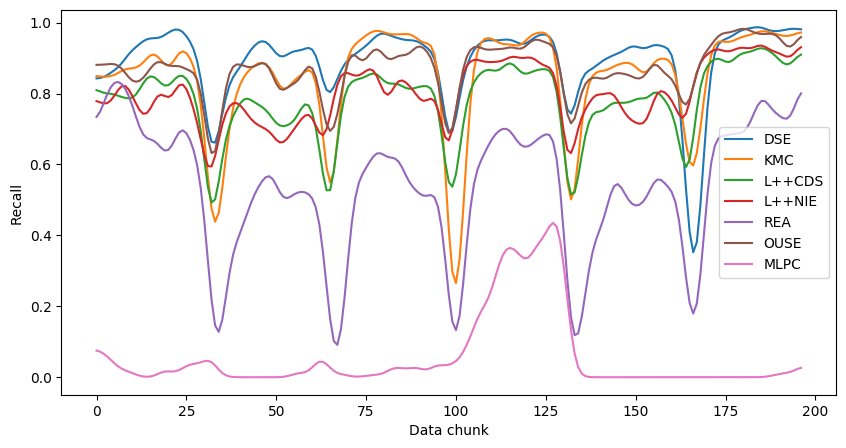 1.0
0.8
0.6
0.4
0.2
0.0
Recall
0
25
50
75
100
125
150
175
200
Data chunk
DSE
KMC
L++CDS
L++NIE
REA
OUSE
MLPC